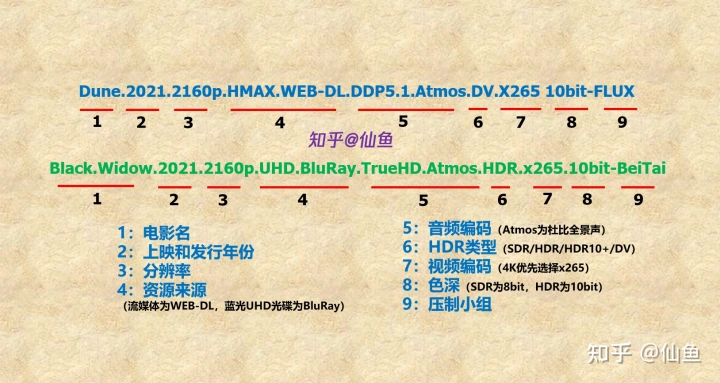 Dune.2021.2160p.HMAX.WEB-DL.DDP5.1.Atmos.DV.X265 10bit-FLUX
1 2 3 4 5 6 7 8 9
知乎@仙鱼
Black.Widow.2021.2160p.UHD.BluRay.TrueHD.Atmos.HDR.x265.10bit-BeiTai
1 2 3 4 5 6 7 8 9
1：电影名
2：上映和发行年份
3：分辨率
4：资源来源
（流媒体为WEB-DL，蓝光UHD光碟为BluRay）
5：音频编码（Atmos为杜比全景声）
6：HDR类型（SDR/HDR/HDR10+/DV）
7：视频编码（4K优先选择x265）
8：色深（SDR为8bit，HDR为10bit）
9：压制小组
知乎 @仙鱼